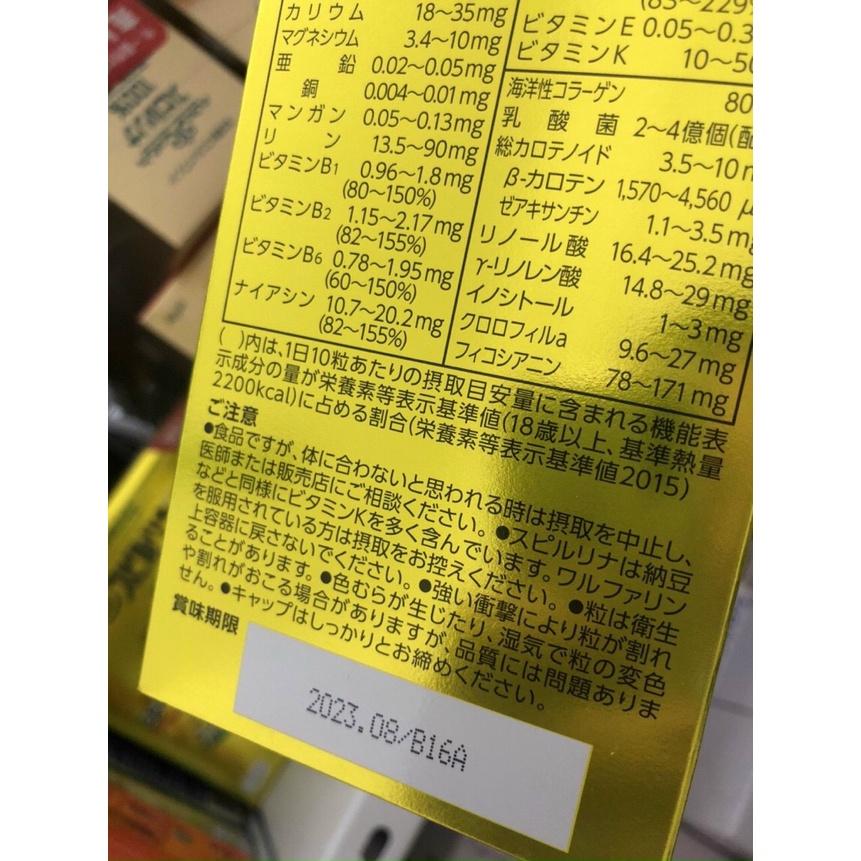 カリウム 18～35mg
マグネシウム 3.4～10mg
亜鉛 0.02～0.05mg
銅 0.004～0.01mg
マンガン 0.05～0.13mg
リン 13.5～90mg
ビタミンB1 0.96～1.8mg
(80～150%)
ビタミンB2 1.15～2.17mg
(82～155%)
ビタミンB6 0.78～1.95mg
(60～150%)
ナイアシン 10.7～20.2mg
(82～155%)
ビタミンE 0.05～0.3
ビタミンK 10～50
海洋性コラーゲン 80
乳酸菌 2～4億個(配
総カロテノイド 3.5～10m
β-カロテン 1,570～4,560μ
ゼアキサンチン 1.1～3.5mg
リノール酸 16.4～25.2mg
γ-リノレン酸 14.8～29mg
イノシトール 1～3mg
クロロフィルa 9.6～27mg
フィコシアニン 78～171mg
( )内は、1日10粒あたりの摂取目安量に含まれる機能表
示成分の量が栄養素等表示基準値(18歳以上、基準熱量
2200kcal)に占める割合(栄養素等表示基準値2015)
ご注意
●食品ですが、体に合わないと思われる時は摂取を中止し、
医師または販売店にご相談ください。●スピルリナは納豆
などと同様にビタミンKを多く含んでいます。ワルファリン
を服用されている方は摂取をお控えください。●粒は衛生
上容器に戻さないでください。●強い衝撃により粒が割れ
ることがあります。●色むらが生じたり、湿気で粒の変色
や割れがおこる場合がありますが、品質には問題ありま
せん。●キャップはしっかりとお締めください。
賞味期限
2023.08/B16A